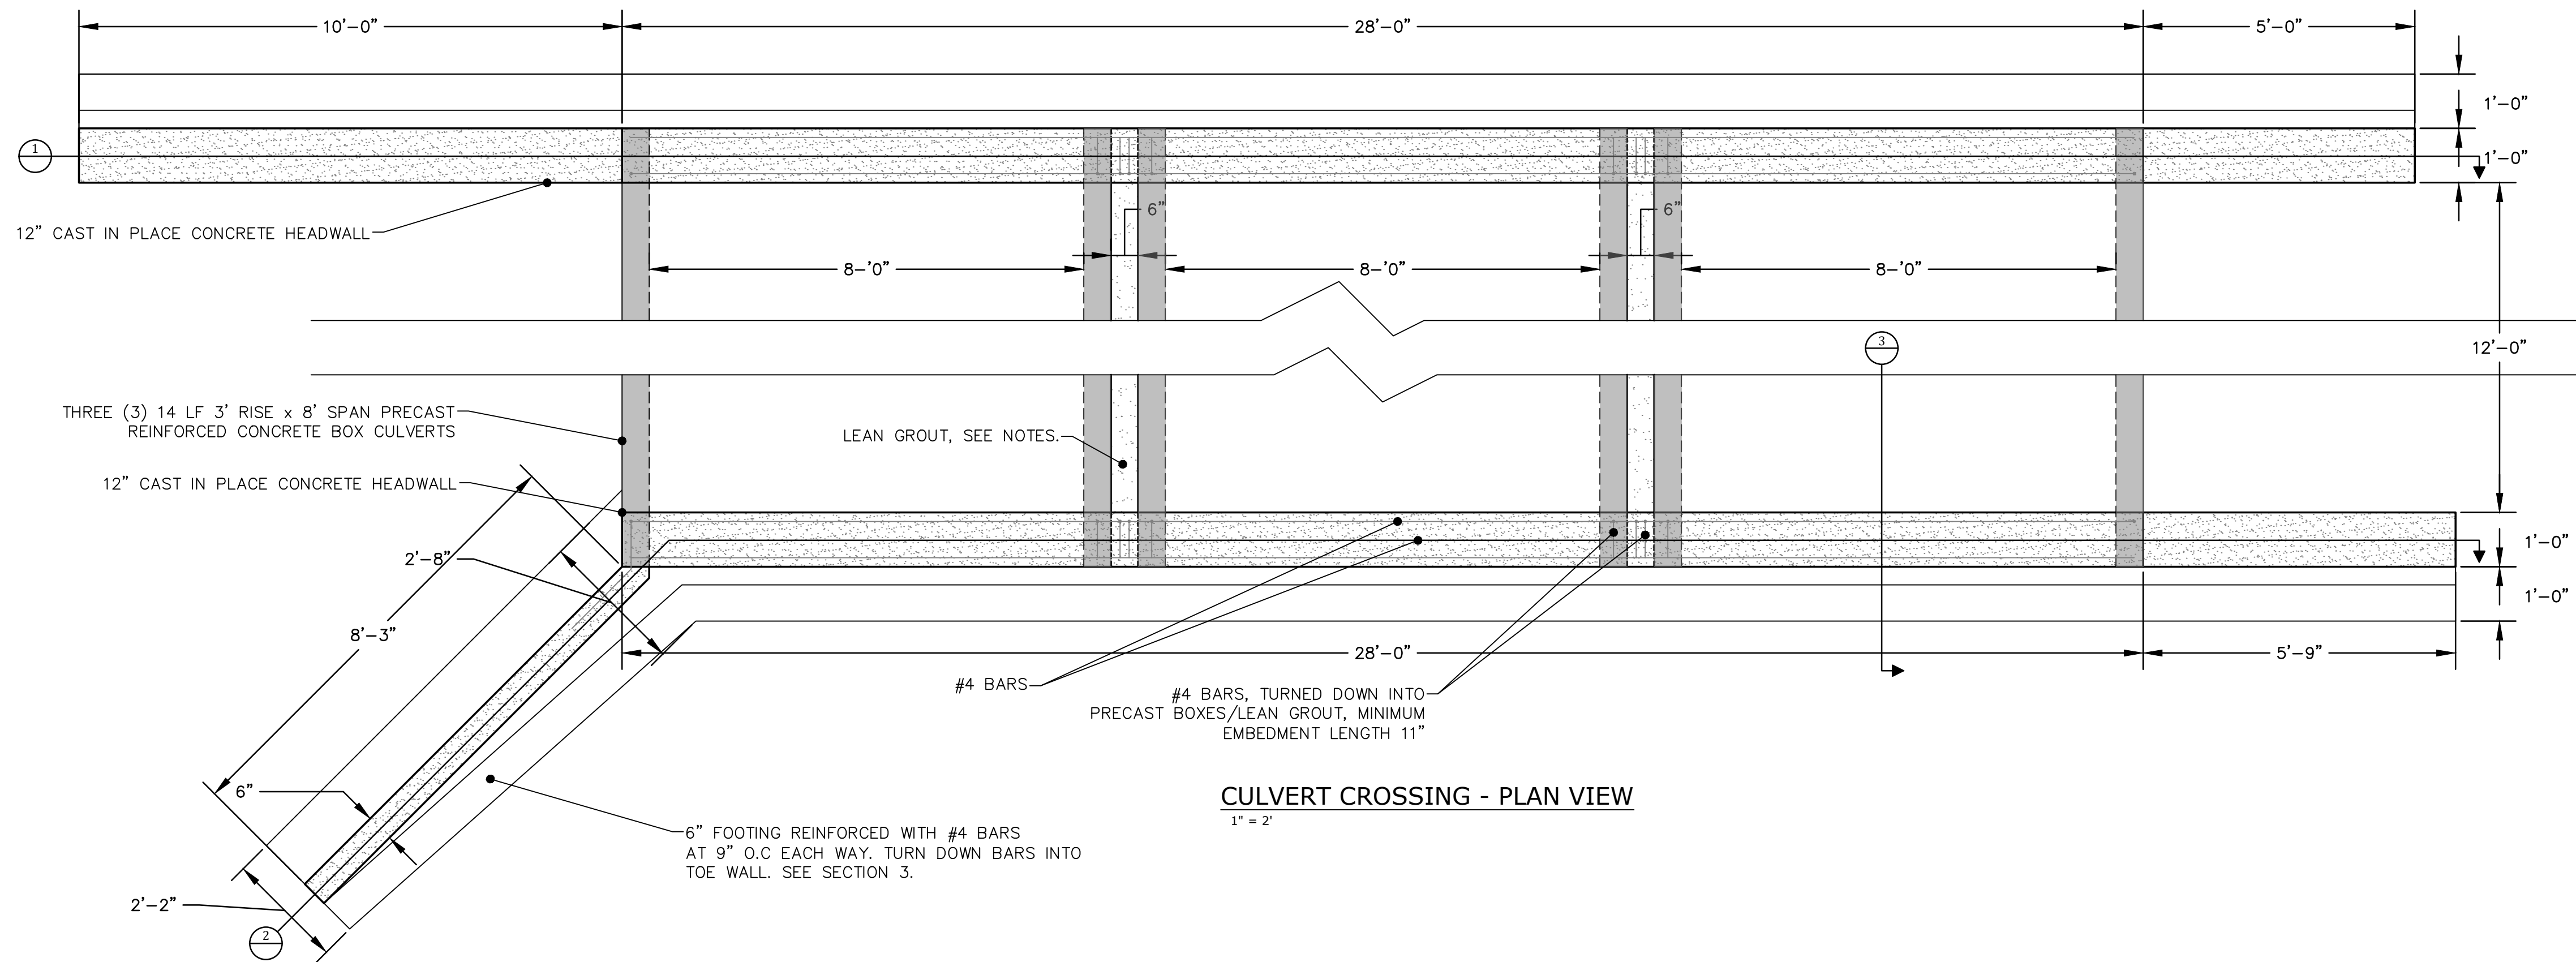 10'-0"
28'-0"
5'-0"
1'-0"
1
1'-0"
6"
6"
12" CAST IN PLACE CONCRETE HEADWALL
8-'0"
8-'0"
8-'0"
3
12'-0"
THREE (3) 14 LF 3' RISE x 8' SPAN PRECAST
REINFORCED CONCRETE BOX CULVERTS
LEAN GROUT, SEE NOTES.
12" CAST IN PLACE CONCRETE HEADWALL
1'-0"
2'-8"
1'-0"
8'-3"
28'-0"
5'-9"
#4 BARS
#4 BARS, TURNED DOWN INTO
PRECAST BOXES/LEAN GROUT, MINIMUM
EMBEDMENT LENGTH 11"
6"
CULVERT CROSSING - PLAN VIEW
1" = 2'
6" FOOTING REINFORCED WITH #4 BARS
AT 9" O.C EACH WAY. TURN DOWN BARS INTO
TOE WALL. SEE SECTION 3.
2'-2"
2